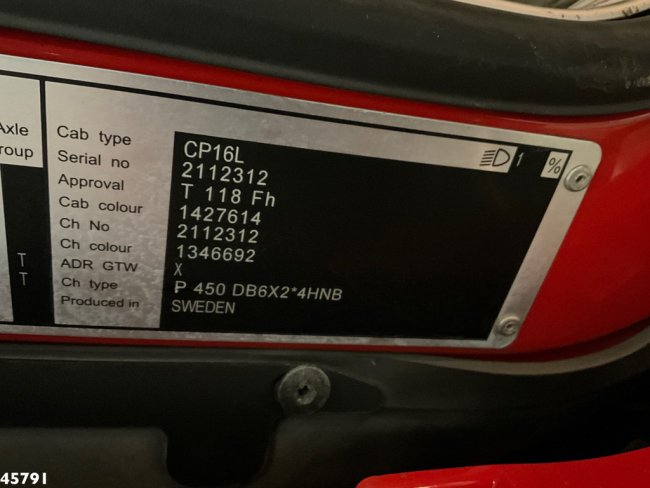 Axle
Group
T
T
Cab type CP16L
Serial no 2112312
Approval T 118 Fh
Cab colour 1427614
Ch No 2112312
Ch colour 1346692
ADR GTW X
Ch type P 450 DB6X2*4HNB
Produced in SWEDEN
1 %
45791